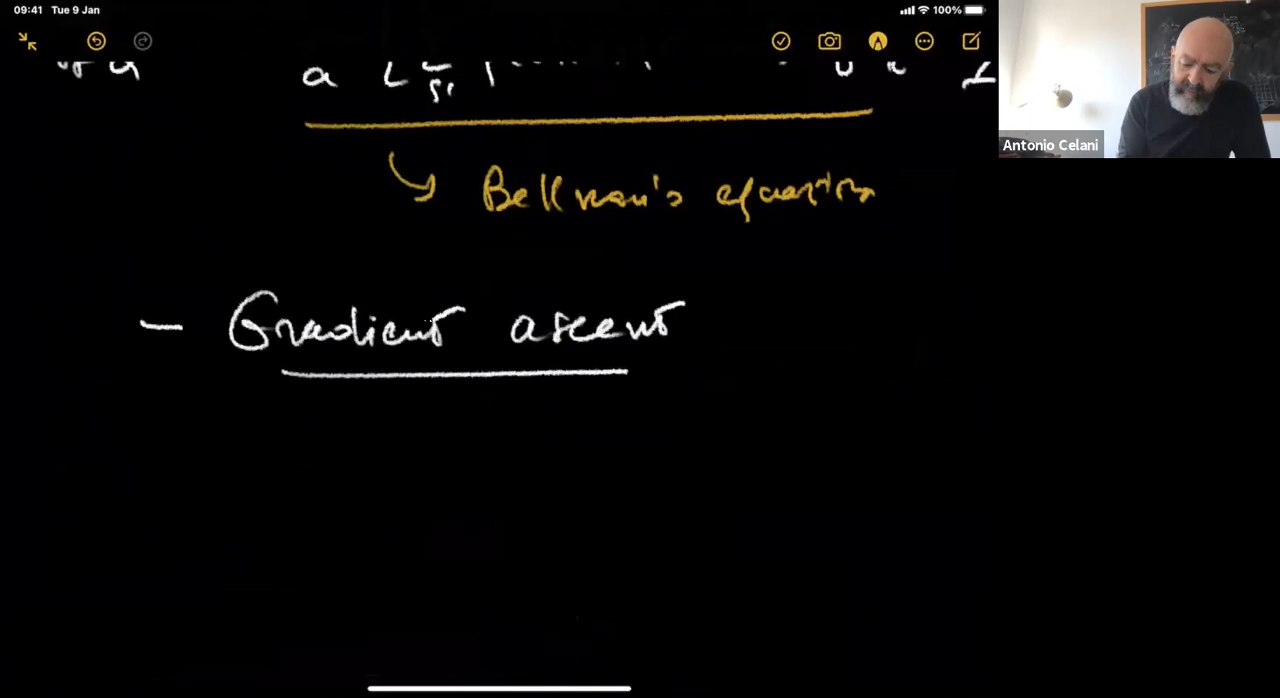 09:41 Tue 9 Jan 100%
a
Antonio Celani
Bellman's equation
- Gradient ascent